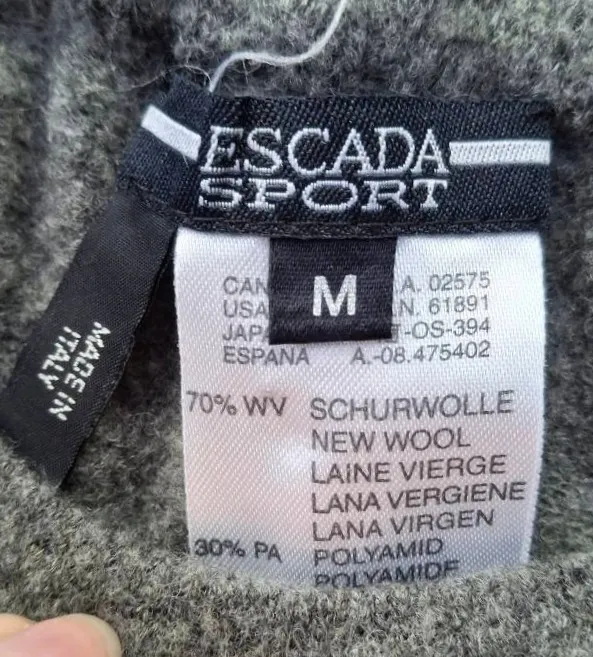 ESCADA
SPORT
M
MADE IN
ITALY
CAN A. 02575
USA N. 61891
JAPA T-OS-394
ESPANA A.-08.475402
70% WV SCHURWOLLE
NEW WOOL
LAINE VIERGE
LANA VERGIENE
LANA VIRGEN
30% PA POLYAMID
POLYAMIDE